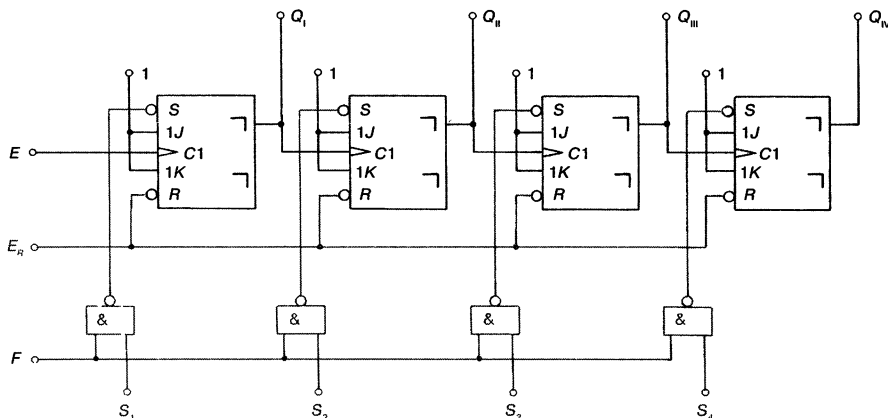 Q_I Q_II Q_III Q_IV
1 1 1 1
S S S S
1J 1J 1J 1J
E C1 C1 C1 C1
1K 1K 1K 1K
R R R R
E_R
& & & &
F
S_1 S_2 S_3 S_4